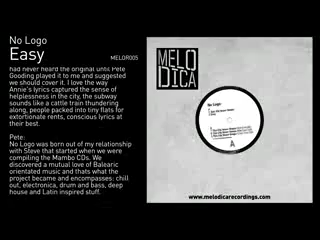 No Logo
Easy
MELOR005
had never heard the original until Pete
Gooding played it to me and suggested
we should cover it. I love the way
Annie's lyrics captured the sense of
helplessness in the city, the subway
sounds like a cattle train thundering
along, people packed into tiny flats for
extortionate rents, conscious lyrics at
their best.
Pete:
No Logo was born out of my relationship
with Steve that started when we were
compiling the Mambo CDs. We
discovered a mutual love of Balearic
orientated music and thats what the
project became and encompasses: chill
out, electronica, drum and bass, deep
house and Latin inspired stuff.
MELO
DICA
No Logo
A
www.melodicarecordings.com